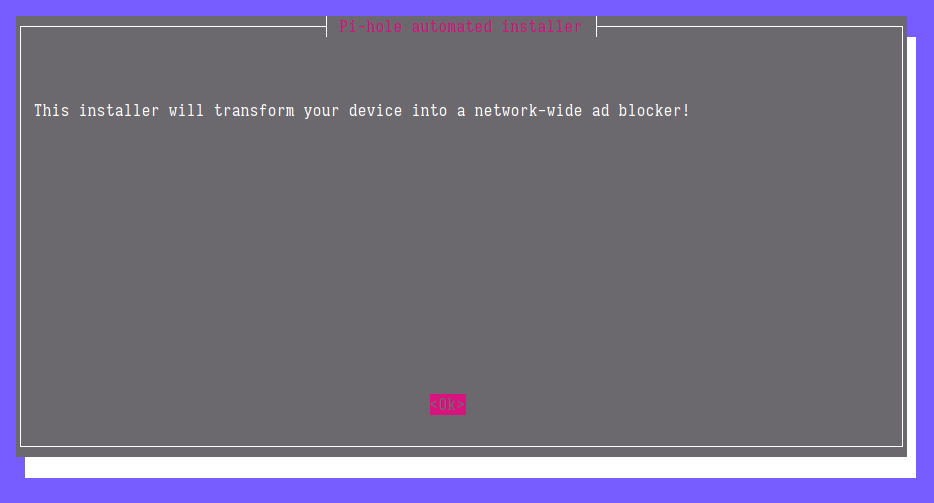 Pi-hole automated installer
This installer will transform your device into a network-wide ad blocker!
<Ok>